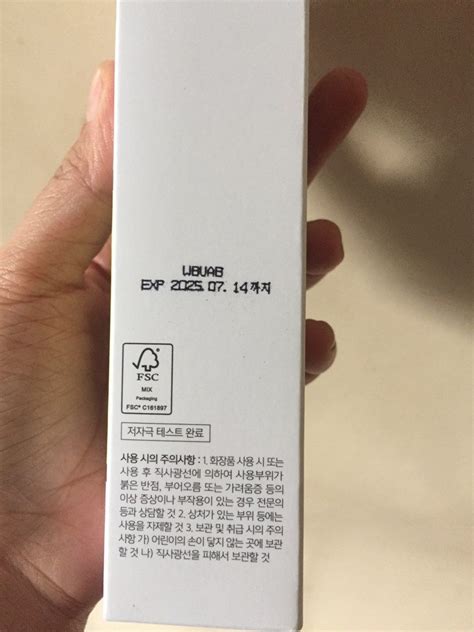 WBUAB
EXP 2025.07.14까지
FSC
MIX
Packaging
FSC® C161897
저자극 테스트 완료
사용 시의 주의사항 : 1. 화장품 사용 시 또는
사용 후 직사광선에 의하여 사용부위가
붉은 반점, 부어오름 또는 가려움증 등의
이상 증상이나 부작용이 있는 경우 전문의
등과 상담할 것 2. 상처가 있는 부위 등에는
사용을 자제할 것 3. 보관 및 취급 시의 주의
사항 가) 어린이의 손이 닿지 않는 곳에 보관
할 것 나) 직사광선을 피해서 보관할 것